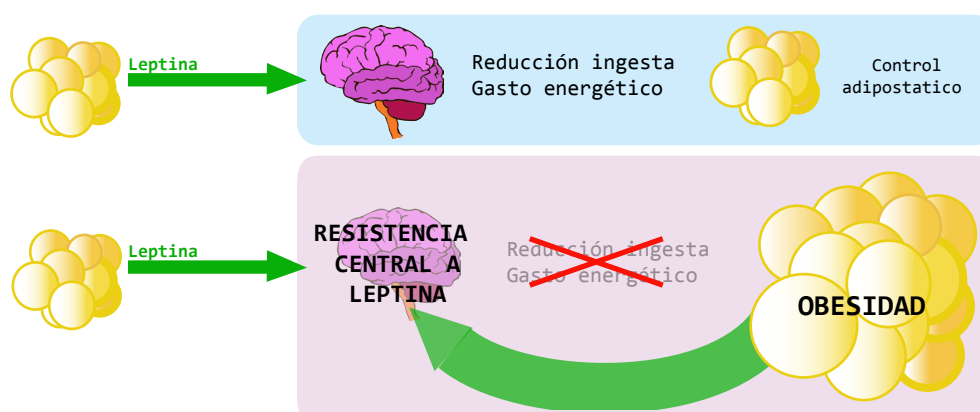 Leptina
Reducción ingesta
Gasto energético
Control
adipostatico
Leptina
RESISTENCIA
CENTRAL A
LEPTINA
Reducción ingesta
Gasto energético
OBESIDAD